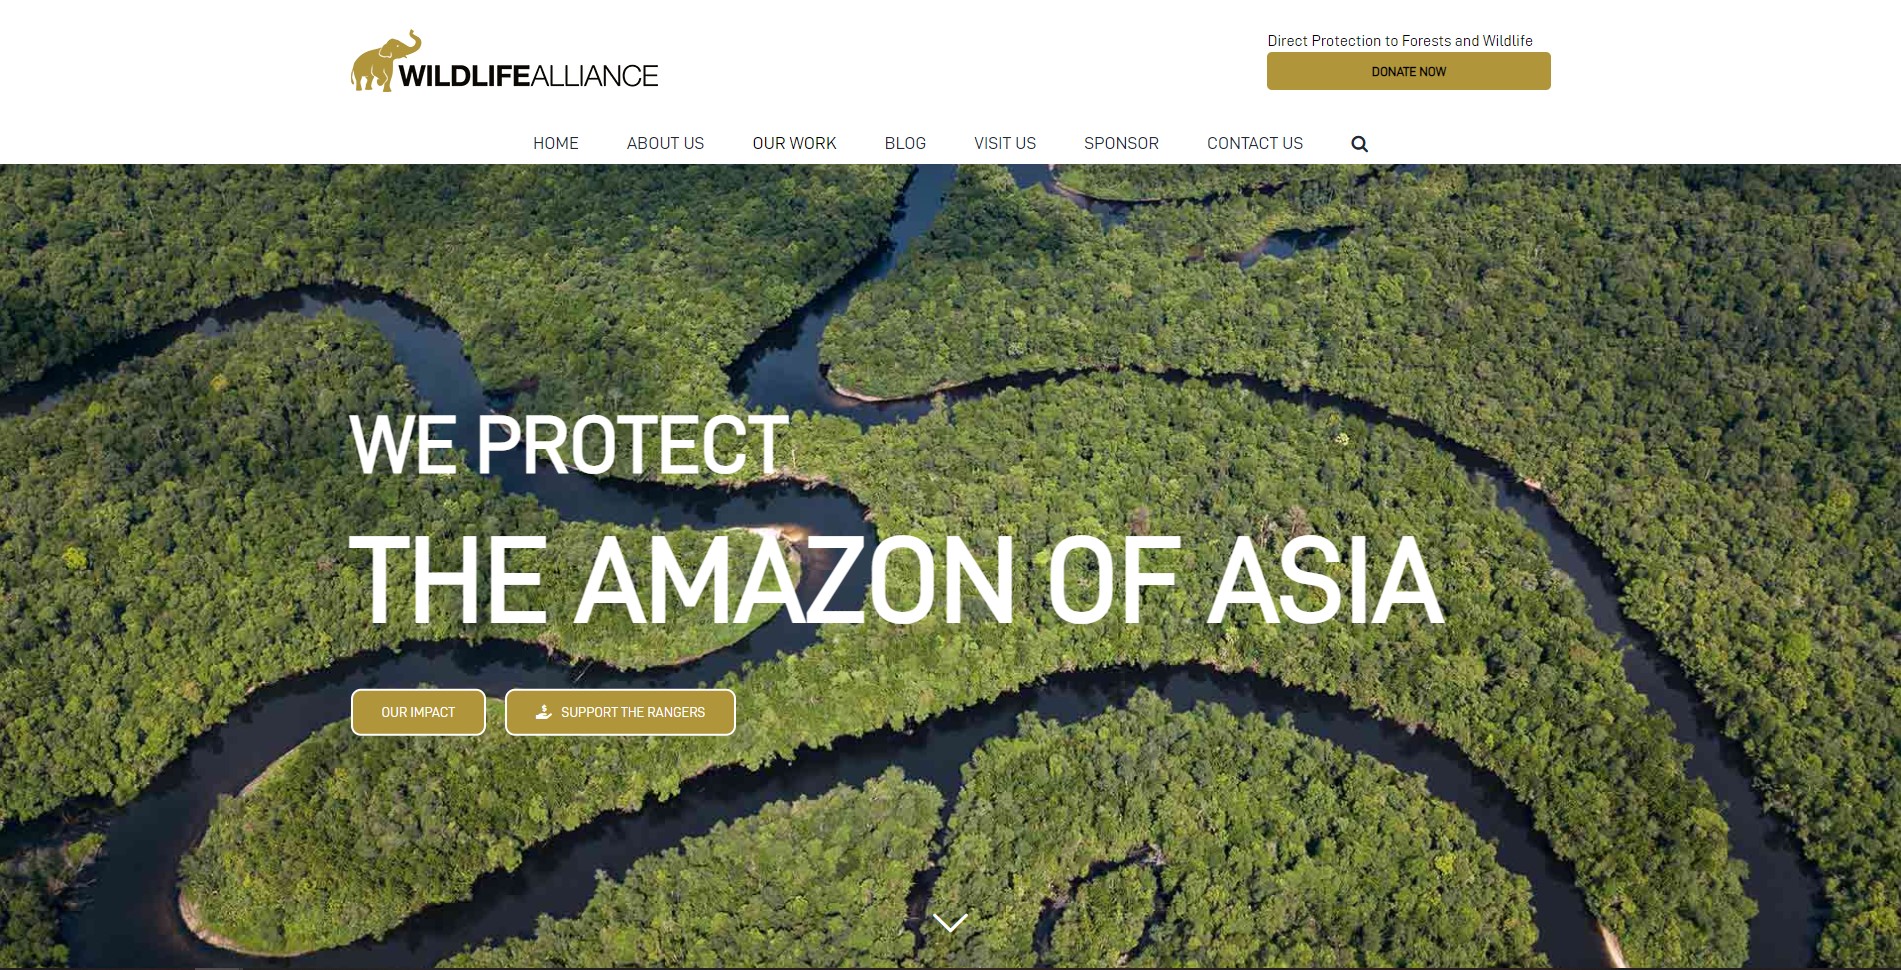 WILDLIFEALLIANCE
Direct Protection to Forests and Wildlife
DONATE NOW
HOME ABOUT US OUR WORK BLOG VISIT US SPONSOR CONTACT US
WE PROTECT
THE AMAZON OF ASIA
OUR IMPACT SUPPORT THE RANGERS